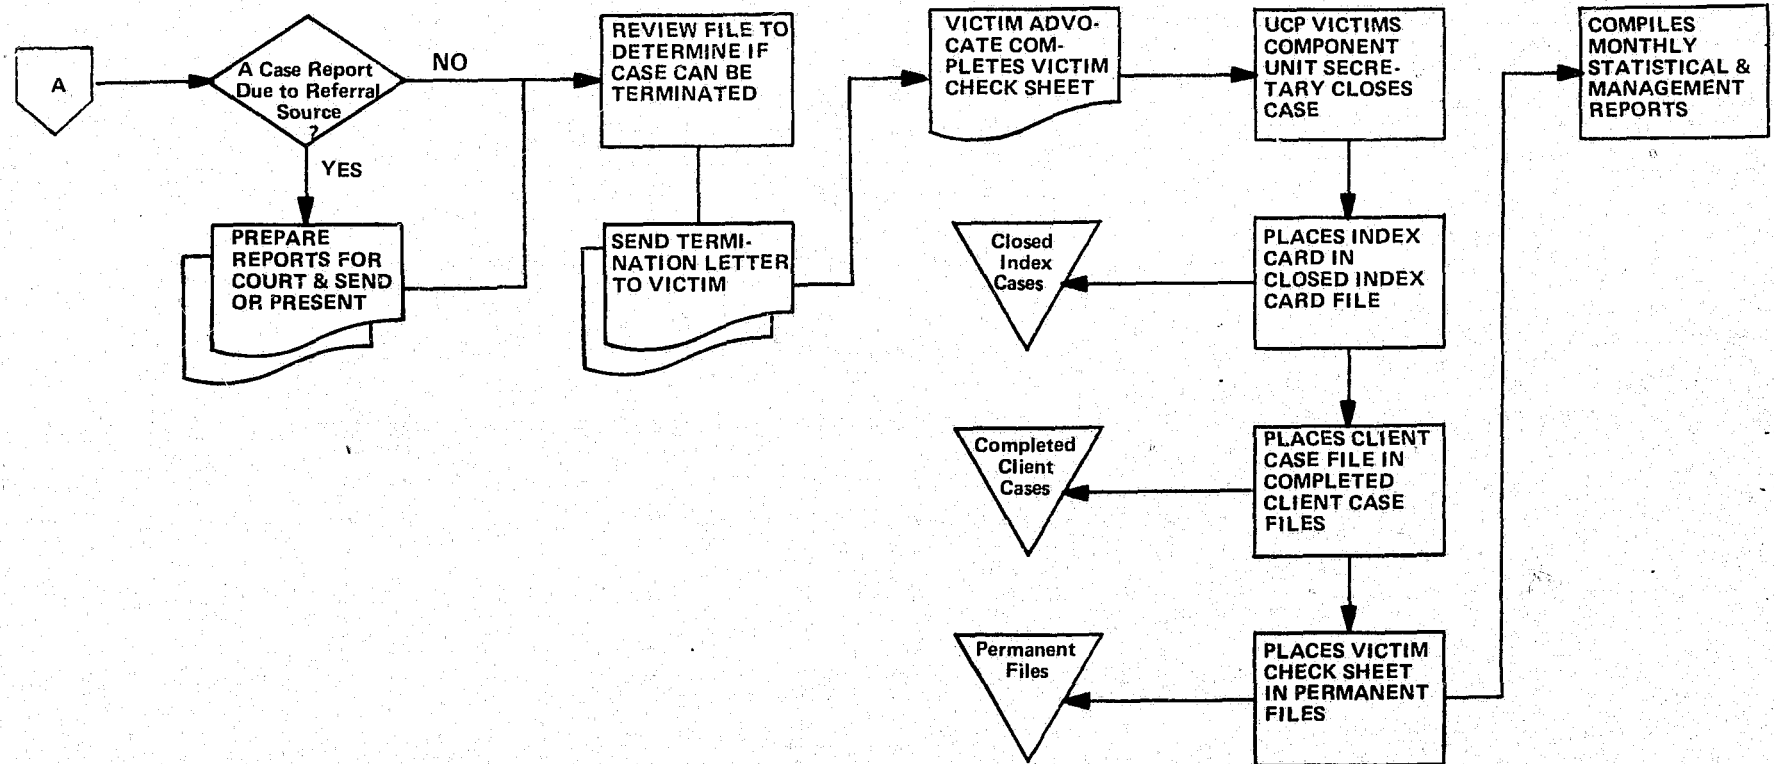 A
A Case Report
Due to Referral
Source
?
NO
YES
PREPARE
REPORTS FOR
COURT & SEND
OR PRESENT
REVIEW FILE TO
DETERMINE IF
CASE CAN BE
TERMINATED
SEND TERMI-
NATION LETTER
TO VICTIM
VICTIM ADVO-
CATE COM-
PLETES VICTIM
CHECK SHEET
UCP VICTIMS
COMPONENT
UNIT SECRE-
TARY CLOSES
CASE
PLACES INDEX
CARD IN
CLOSED INDEX
CARD FILE
Closed
Index
Cases
PLACES CLIENT
CASE FILE IN
COMPLETED
CLIENT CASE
FILES
Completed
Client
Cases
PLACES VICTIM
CHECK SHEET
IN PERMANENT
FILES
Permanent
Files
COMPILES
MONTHLY
STATISTICAL &
MANAGEMENT
REPORTS